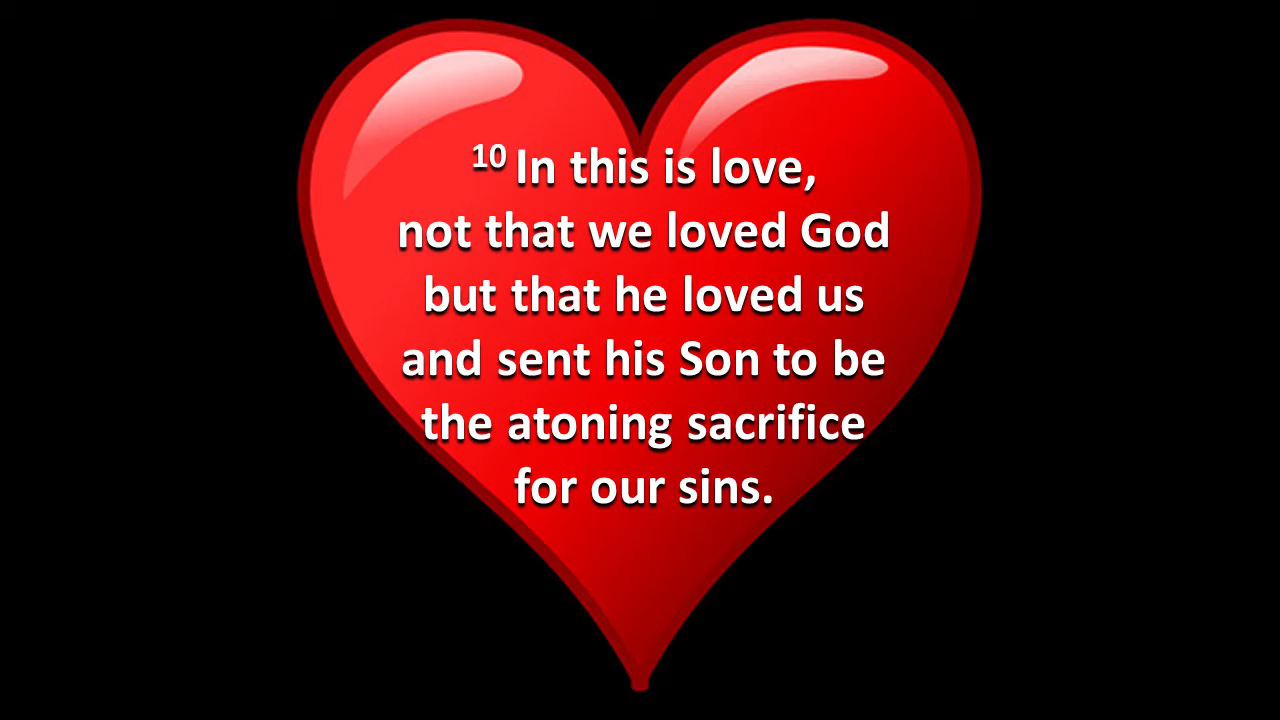 10 In this is love,
not that we loved God
but that he loved us
and sent his Son to be
the atoning sacrifice
for our sins.